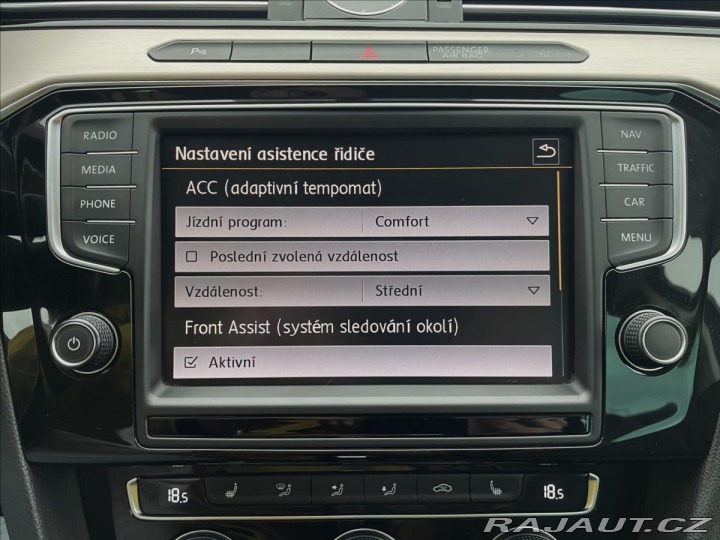 P
PASSENGER
AIR BAG
RADIO
MEDIA
PHONE
VOICE
NAV
TRAFFIC
CAR
MENU
Nastavení asistence řidiče
ACC (adaptivní tempomat)
Jízdní program: Comfort
Poslední zvolená vzdálenost
Vzdálenost: Střední
Front Assist (systém sledování okolí)
Aktivní
18.5
18.5
RAJAUT.CZ